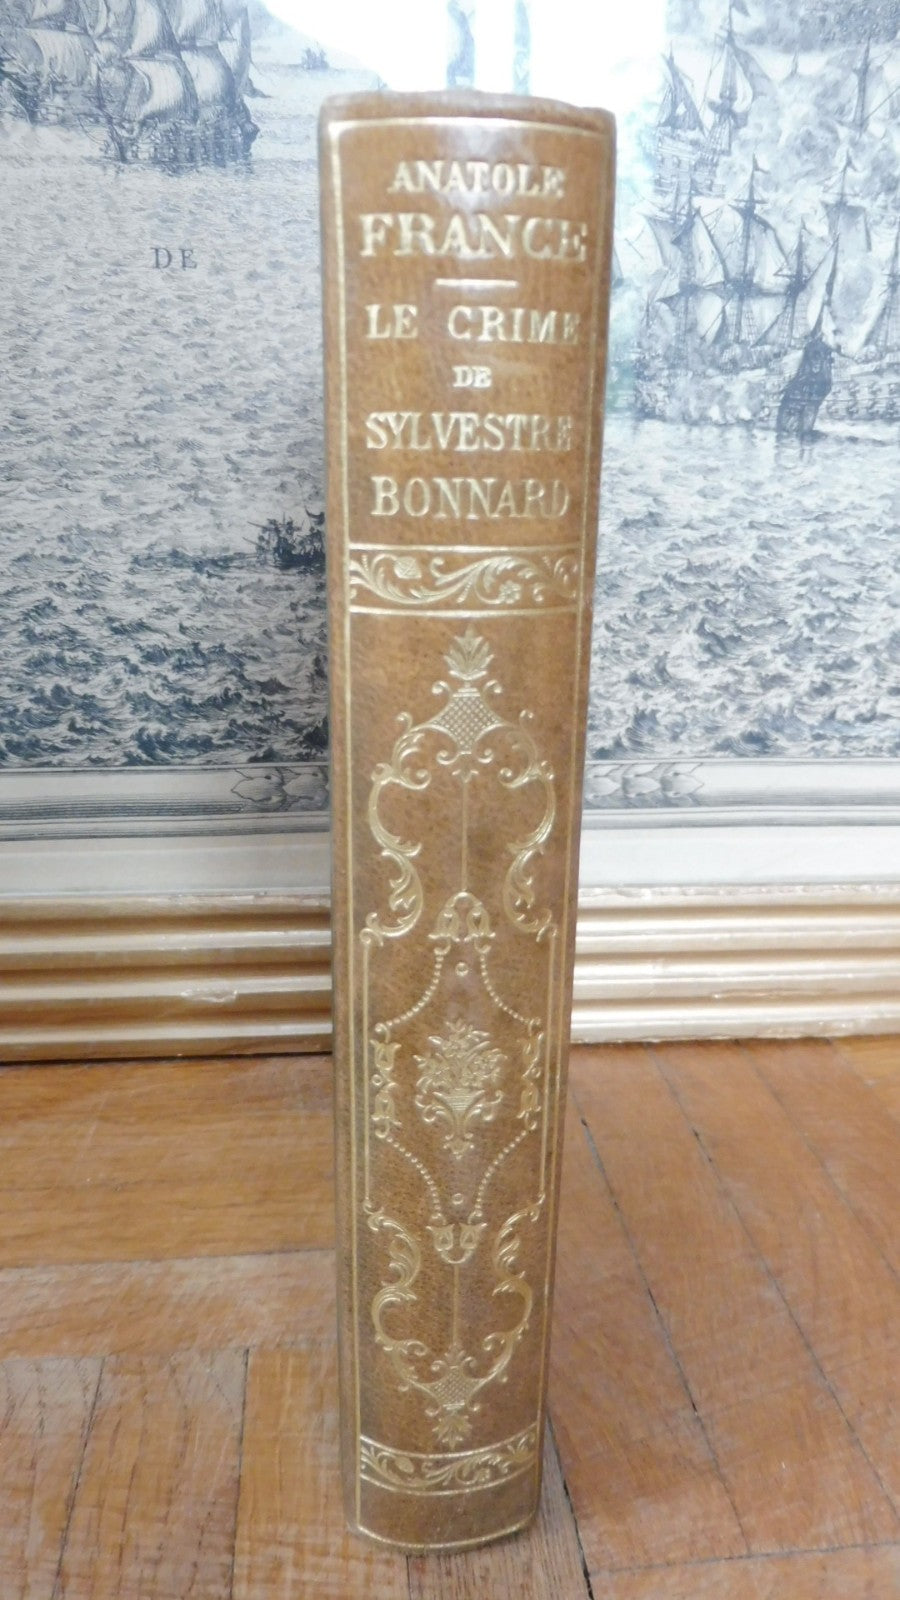 ANATOLE
FRANCE
LE CRIME
DE
SYLVESTRE
BONNARD
DE